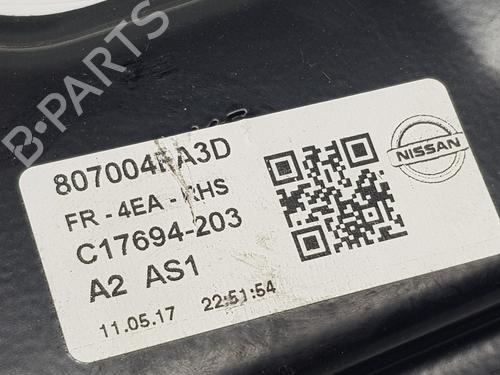 B-PARTS
807004EA3D
FR - 4EA - RHS
C17694-203
A2 AS1
11.05.17 22:51:54
NISSAN